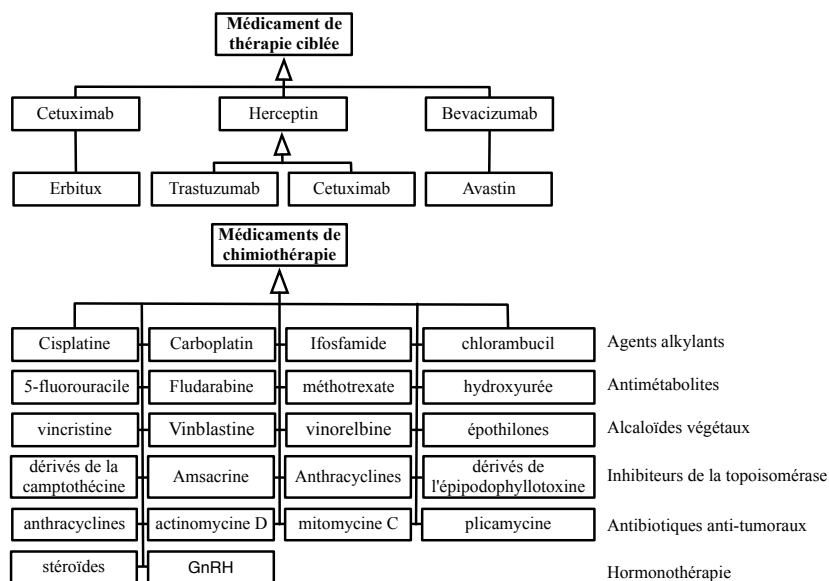 Médicament de
thérapie ciblée
Cetuximab
Herceptin
Bevacizumab
Erbitux
Trastuzumab
Cetuximab
Avastin
Médicaments de
chimiothérapie
Cisplatine
Carboplatin
Ifosfamide
chlorambucil
Agents alkylants
5-fluorouracile
Fludarabine
méthotrexate
hydroxyurée
Antimétabolites
vincristine
Vinblastine
vinorelbine
épothilones
Alcaloïdes végétaux
dérivés de la
camptothécine
Amsacrine
Anthracyclines
dérivés de
l'épipodophyllotoxine
Inhibiteurs de la topoisomérase
anthracyclines
actinomycine D
mitomycine C
plicamycine
Antibiotiques anti-tumoraux
stéroïdes
GnRH
Hormonothérapie